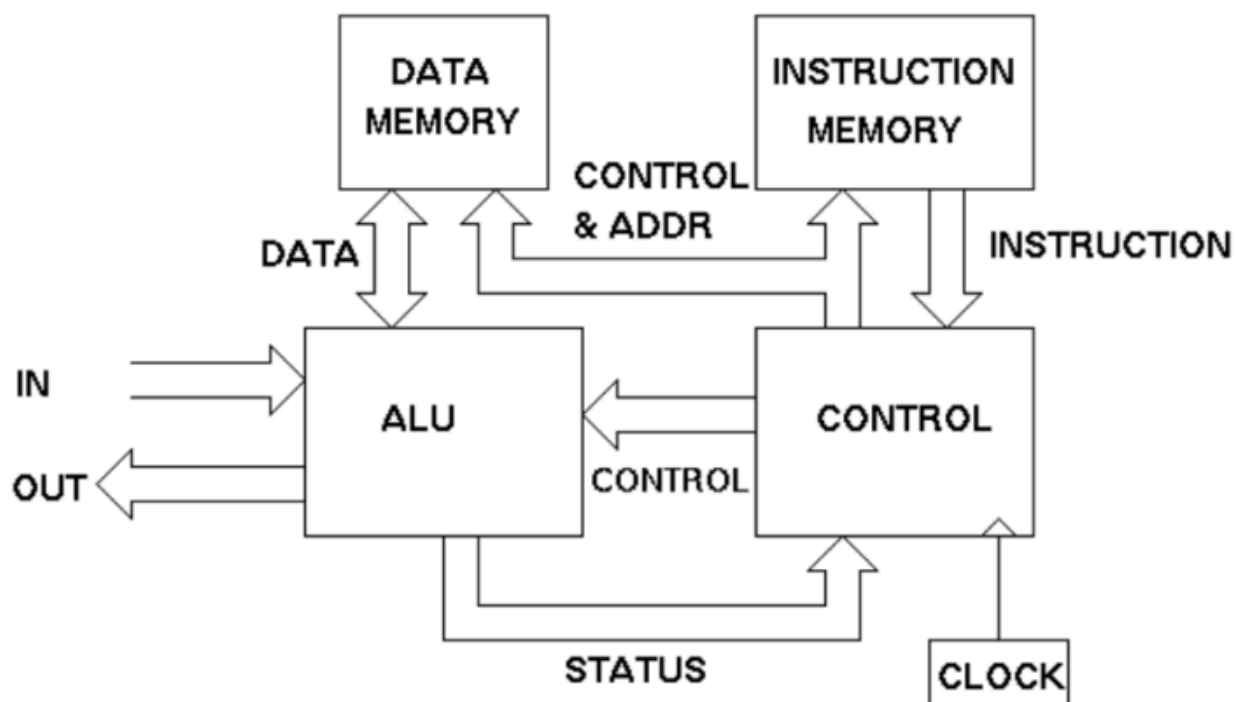 DATA
MEMORY
INSTRUCTION
MEMORY
CONTROL
& ADDR
DATA
INSTRUCTION
IN
ALU
CONTROL
OUT
CONTROL
STATUS
CLOCK